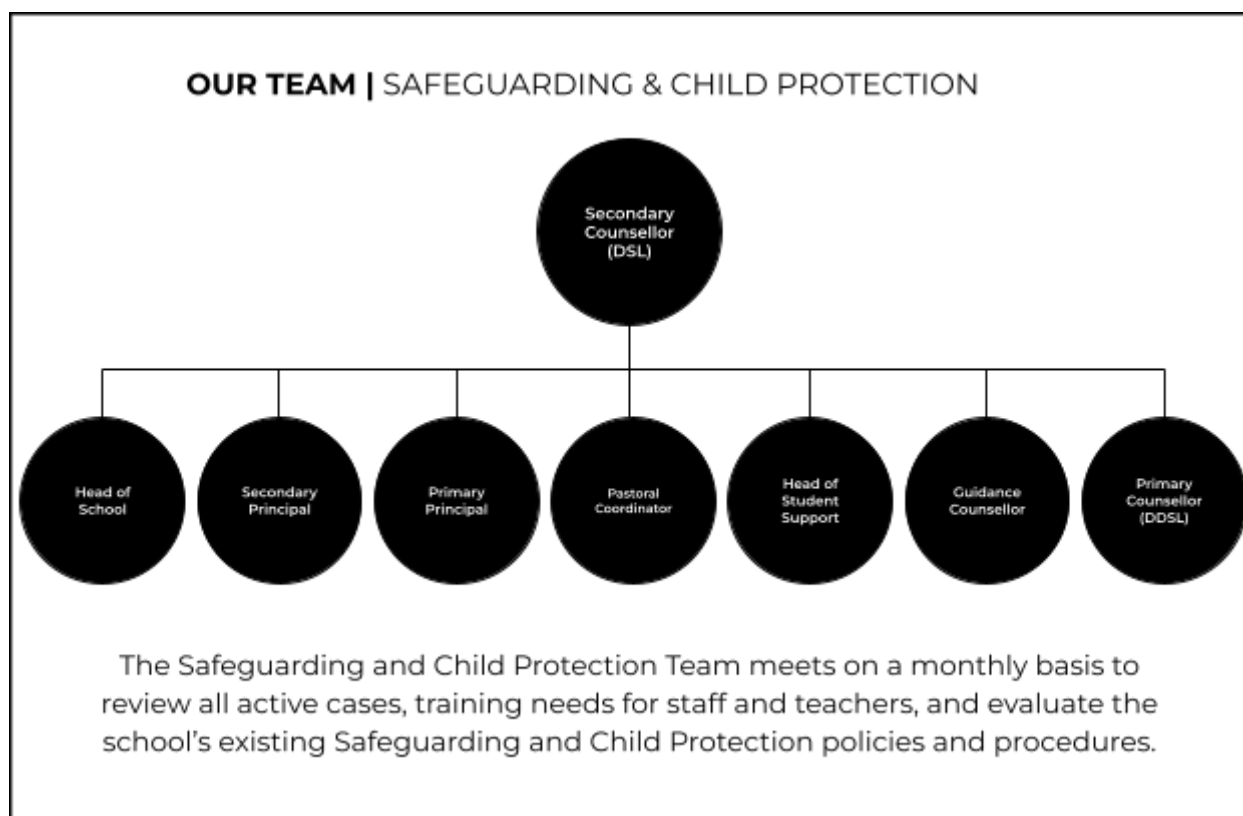 OUR TEAM | SAFEGUARDING & CHILD PROTECTION
Secondary
Counsellor
(DSL)
Head of
School
Secondary
Principal
Primary
Principal
Pastoral
Coordinator
Head of
Student
Support
Guidance
Counsellor
Primary
Counsellor
(DDSL)
The Safeguarding and Child Protection Team meets on a monthly basis to
review all active cases, training needs for staff and teachers, and evaluate the
school’s existing Safeguarding and Child Protection policies and procedures.